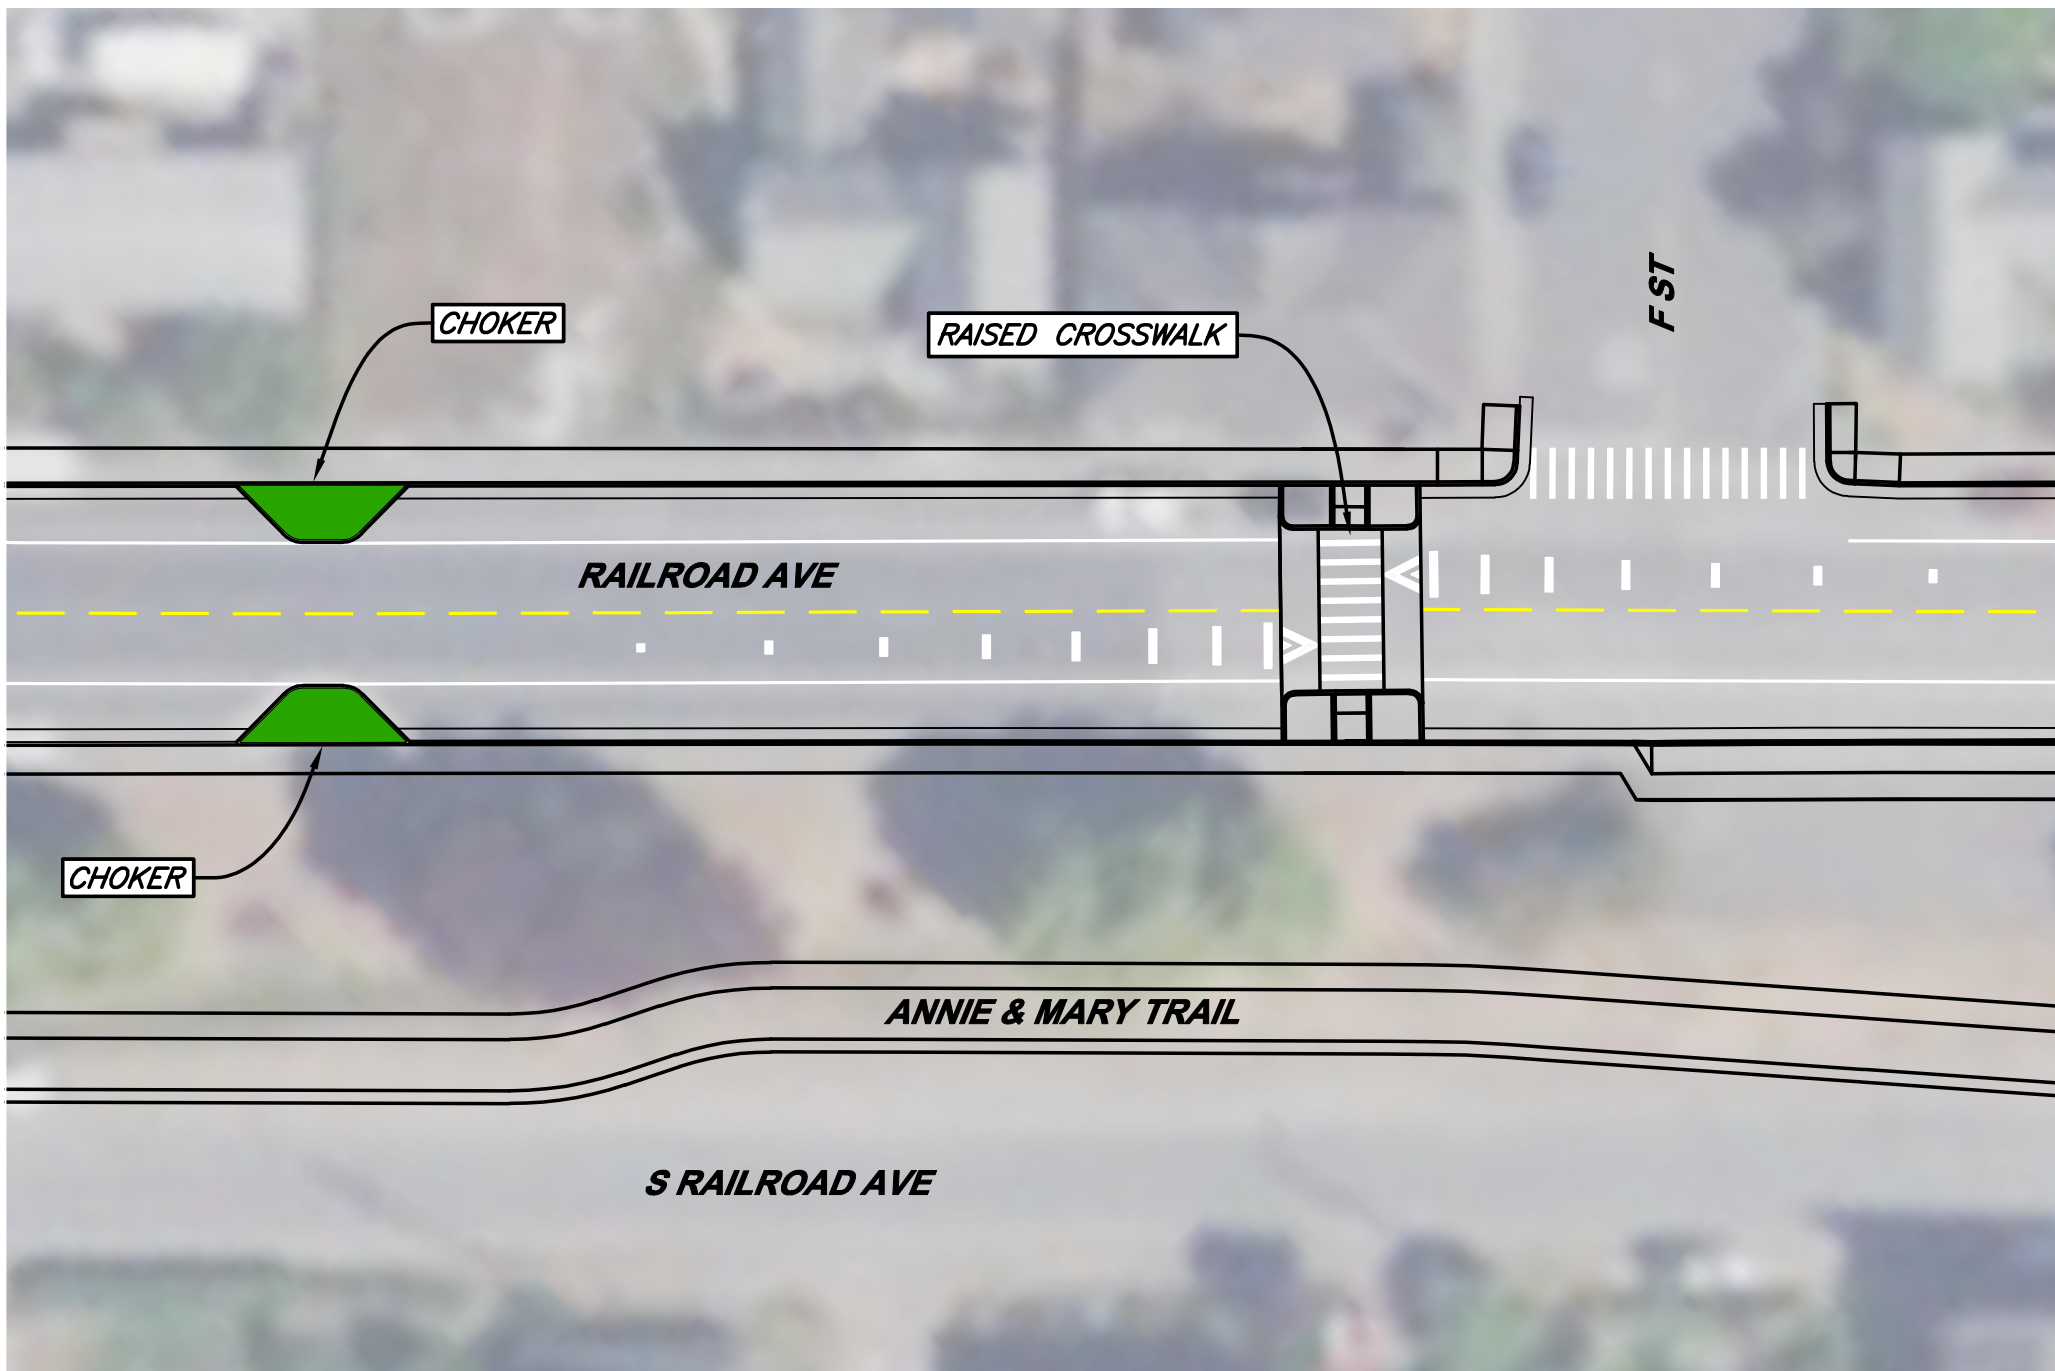 F ST
CHOKER
RAISED CROSSWALK
RAILROAD AVE
CHOKER
ANNIE & MARY TRAIL
S RAILROAD AVE